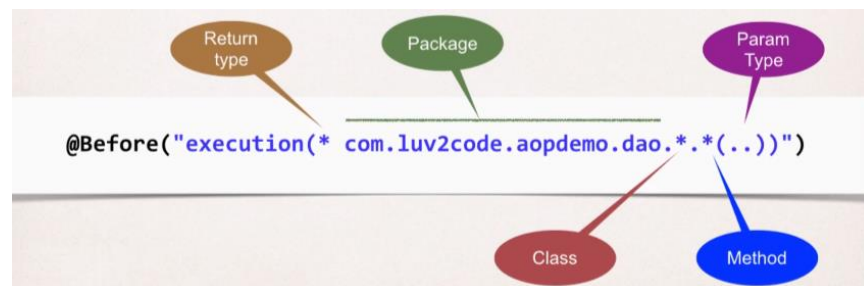 Return
type
Package
Param
Type
@Before("execution(* com.luv2code.aopdemo.dao.*.*(..))")
Class
Method